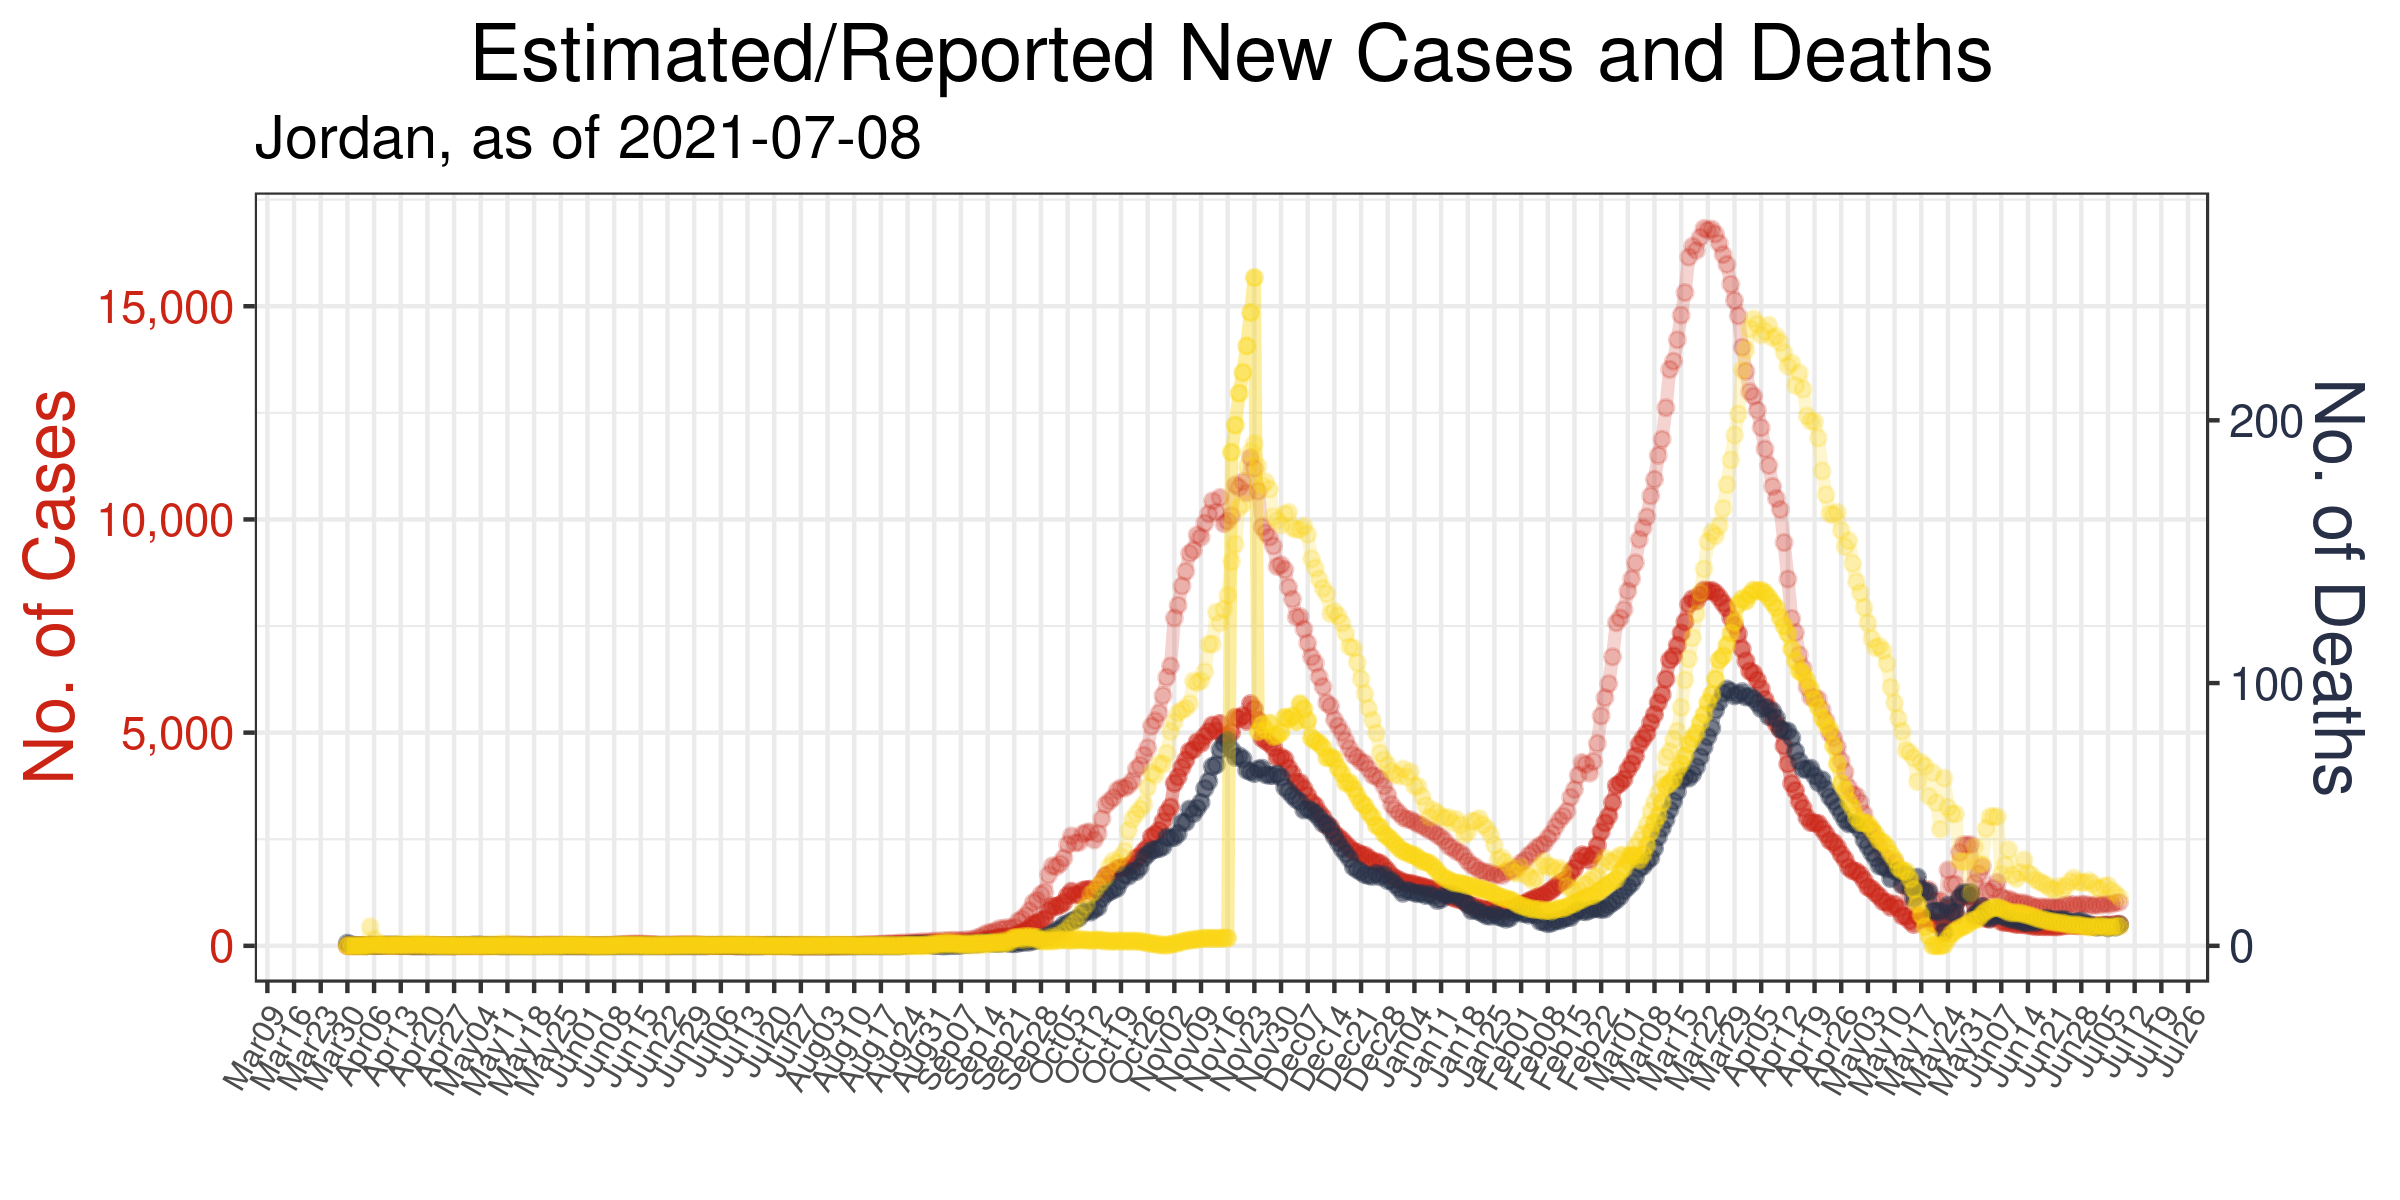 Estimated/Reported New Cases and Deaths
Jordan, as of 2021-07-08
No. of Cases
15,000
10,000
5,000
0
No. of Deaths
200
100
0
Mar09
Mar16
Mar23
Mar30
Apr06
Apr13
Apr20
Apr27
May04
May11
May18
May25
Jun01
Jun08
Jun15
Jun22
Jun29
Jul06
Jul13
Jul20
Jul27
Aug03
Aug10
Aug17
Aug24
Aug31
Sep07
Sep14
Sep21
Sep28
Oct05
Oct12
Oct19
Oct26
Nov02
Nov09
Nov16
Nov23
Nov30
Dec07
Dec14
Dec21
Dec28
Jan04
Jan11
Jan18
Jan25
Feb01
Feb08
Feb15
Feb22
Mar01
Mar08
Mar15
Mar22
Mar29
Apr05
Apr12
Apr19
Apr26
May03
May10
May17
May24
May31
Jun07
Jun14
Jun21
Jun28
Jul05
Jul12
Jul19
Jul26